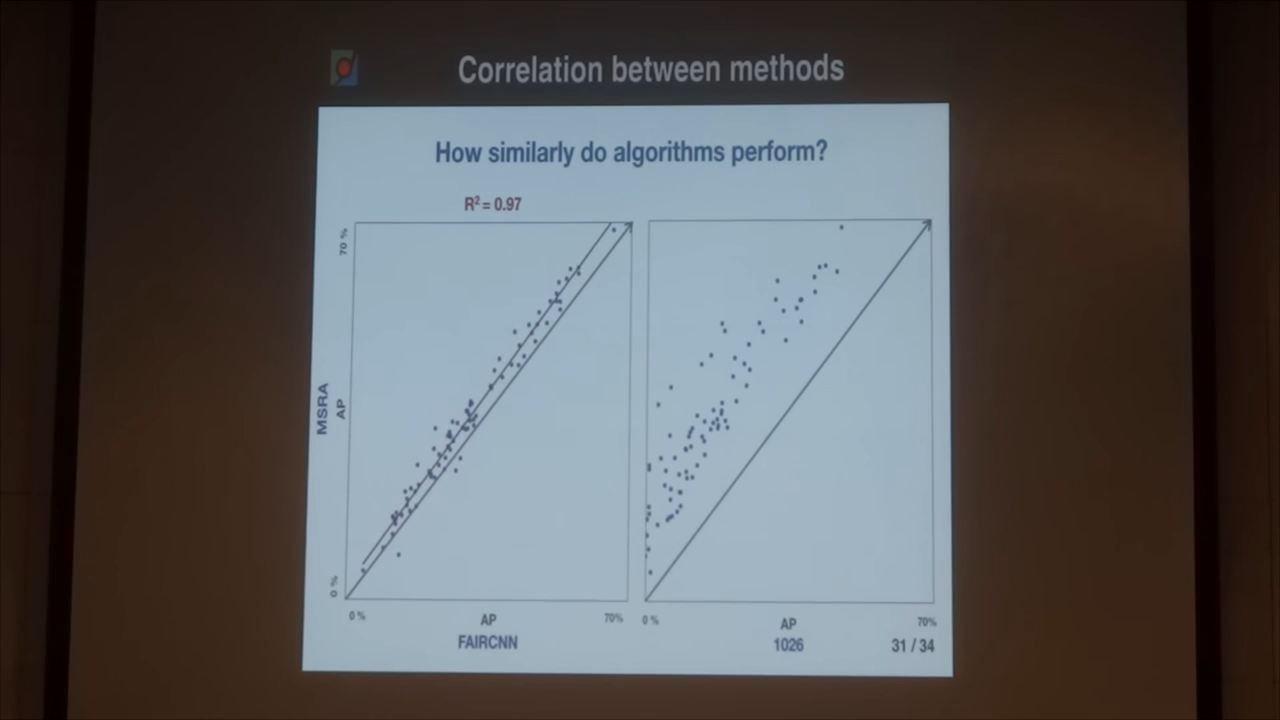 Correlation between methods
How similarly do algorithms perform?
R² = 0.97
70 %
MSRA
AP
0 %
0 %
AP
70%
FAIRCNN
0 %
AP
70%
1026
31 / 34